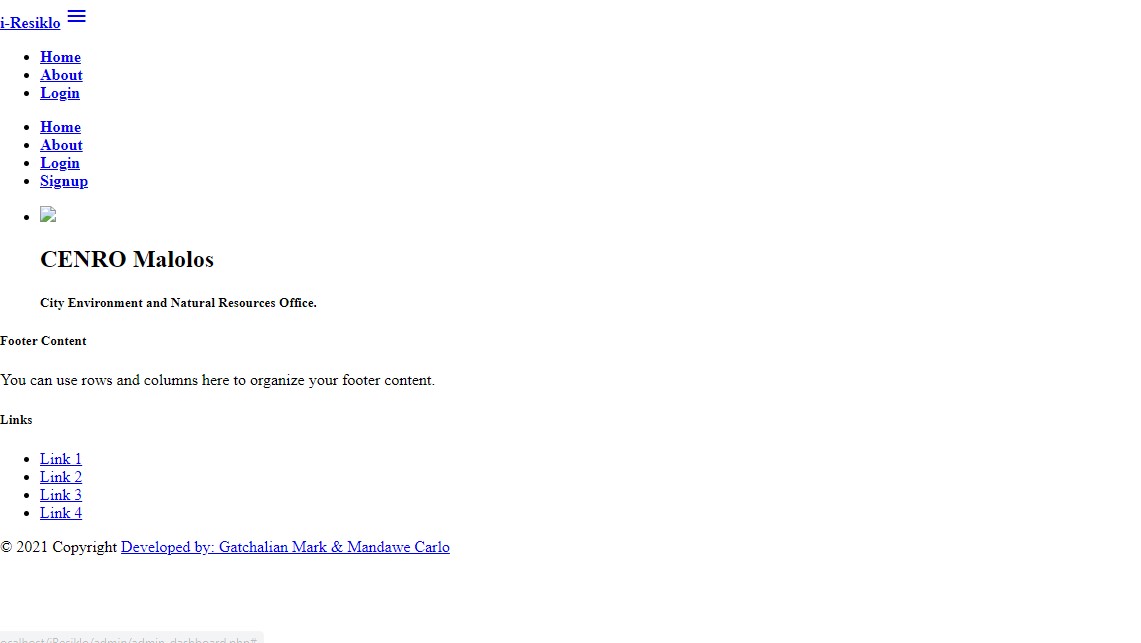 i-Resiklo
Home
About
Login
Home
About
Login
Signup
CENRO Malolos
City Environment and Natural Resources Office.
Footer Content
You can use rows and columns here to organize your footer content.
Links
Link 1
Link 2
Link 3
Link 4
© 2021 Copyright Developed by: Gatchalian Mark & Mandawe Carlo